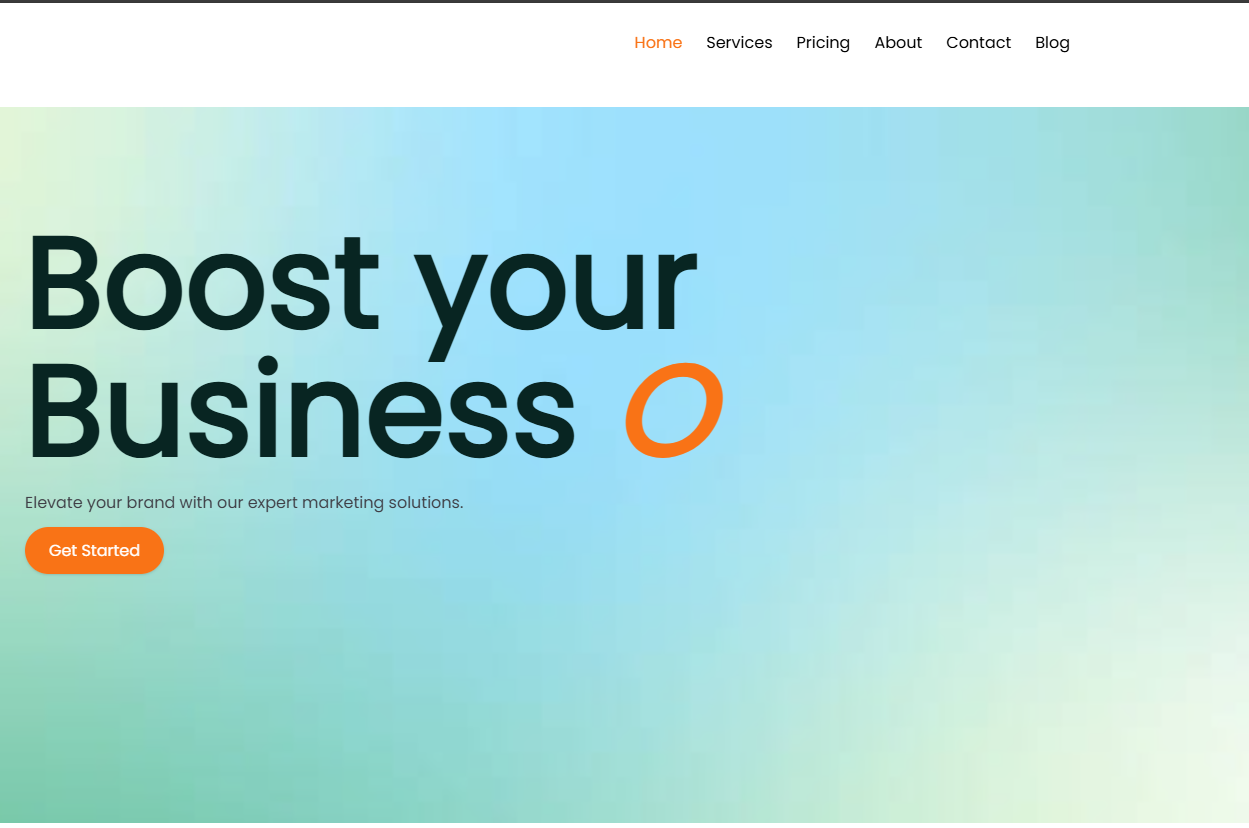 Home Services Pricing About Contact Blog
Boost your
Business O
Elevate your brand with our expert marketing solutions.
Get Started